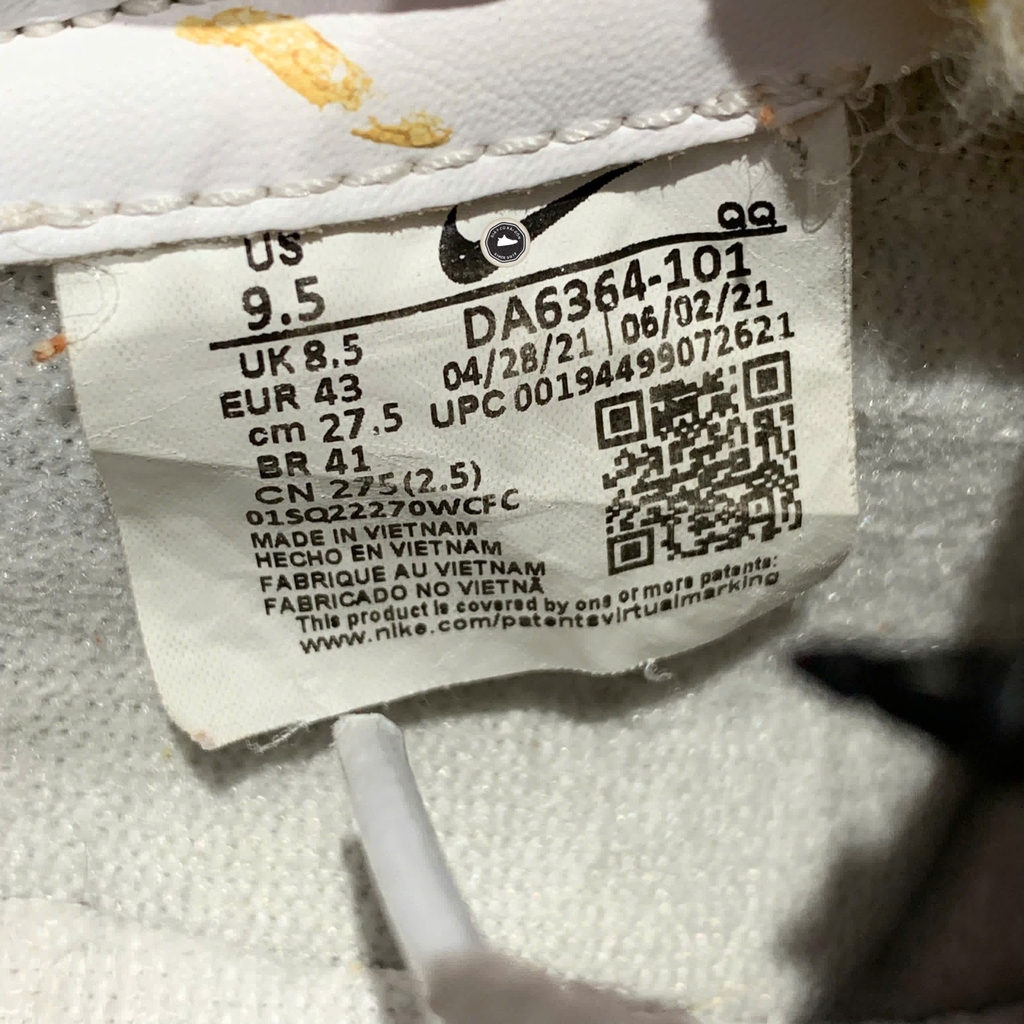 US
9.5
QQ
DA6364-101
04/28/21 | 06/02/21
UPC 00194499072621
UK 8.5
EUR 43
cm 27.5
BR 41
CN 275(2.5)
01SQ22270WCFC
MADE IN VIETNAM
HECHO EN VIETNAM
FABRIQUE AU VIETNAM
FABRICADO NO VIETNÃ
This product is covered by one or more patents:
www.nike.com/patentsvirtualmarking